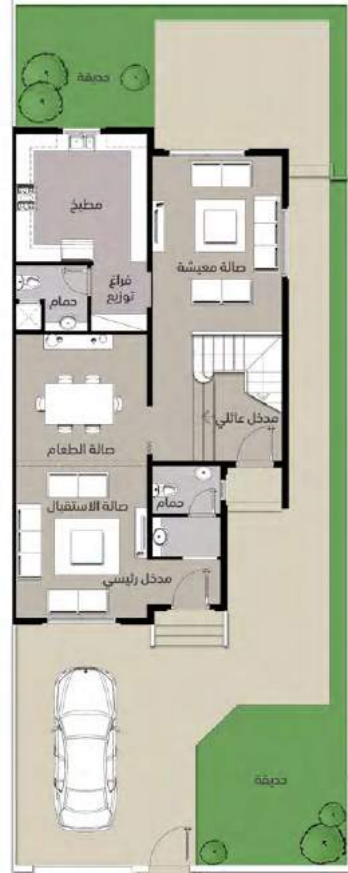 حديقة
مطبخ
صالة معيشة
فراغ
توزيع
حمام
مدخل عائلي
صالة الطعام
حمام
صالة الاستقبال
مدخل رئيسي
حديقة